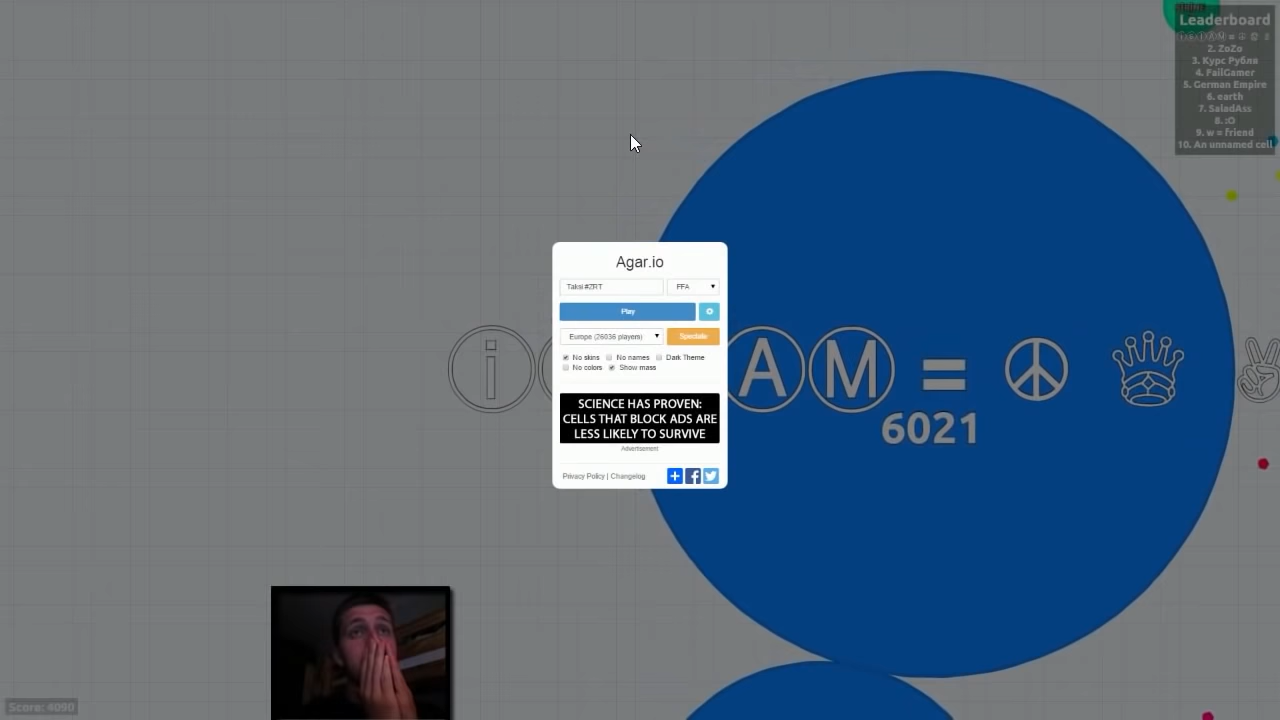 Leaderboard
2. ZoZo
3. Курс Рубля
4. FailGamer
5. German Empire
6. earth
7. SaladAss
8. :O
9. w = friend
10. An unnamed cell
Agar.io
Taksi #ZRT
FFA
Play
Europe (26036 players)
Spectate
No skins No names Dark Theme
No colors Show mass
SCIENCE HAS PROVEN:
CELLS THAT BLOCK ADS ARE
LESS LIKELY TO SURVIVE
Advertisement
Privacy Policy | Changelog
ⓘ ⒶⓂ = ☮ ♕ ✌
6021
Score: 4090